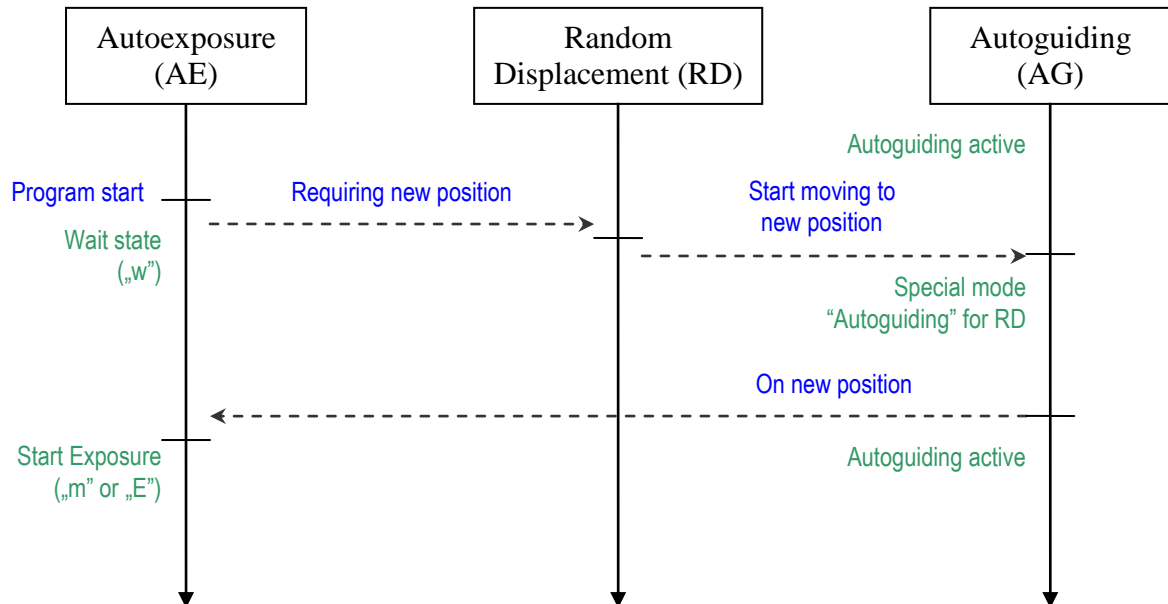 Autoexposure
(AE)
Random
Displacement (RD)
Autoguiding
(AG)
Autoguiding active
Program start
Requiring new position
Start moving to
new position
Wait state
(„w”)
Special mode
“Autoguiding” for RD
On new position
Start Exposure
(„m” or „E”)
Autoguiding active